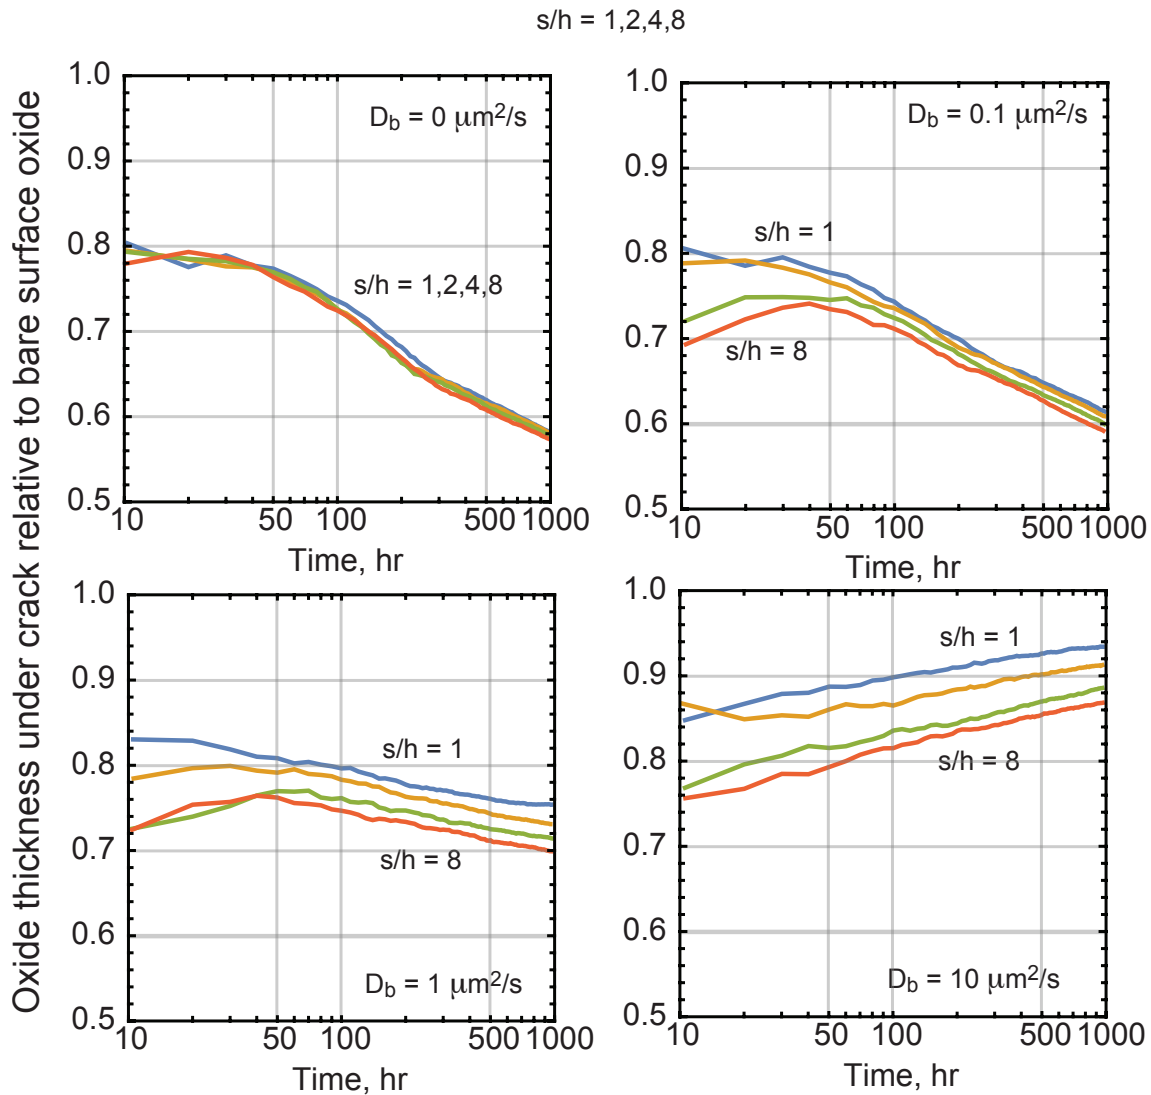 s/h = 1,2,4,8
Oxide thickness under crack relative to bare surface oxide
1.0
0.9
0.8
0.7
0.6
0.5
D_b = 0 μm²/s
s/h = 1,2,4,8
10 50 100 500 1000
Time, hr
1.0
0.9
0.8
0.7
0.6
0.5
D_b = 0.1 μm²/s
s/h = 1
s/h = 8
10 50 100 500 1000
Time, hr
1.0
0.9
0.8
0.7
0.6
0.5
s/h = 1
s/h = 8
D_b = 1 μm²/s
10 50 100 500 1000
Time, hr
1.0
0.9
0.8
0.7
0.6
0.5
s/h = 1
s/h = 8
D_b = 10 μm²/s
10 50 100 500 1000
Time, hr